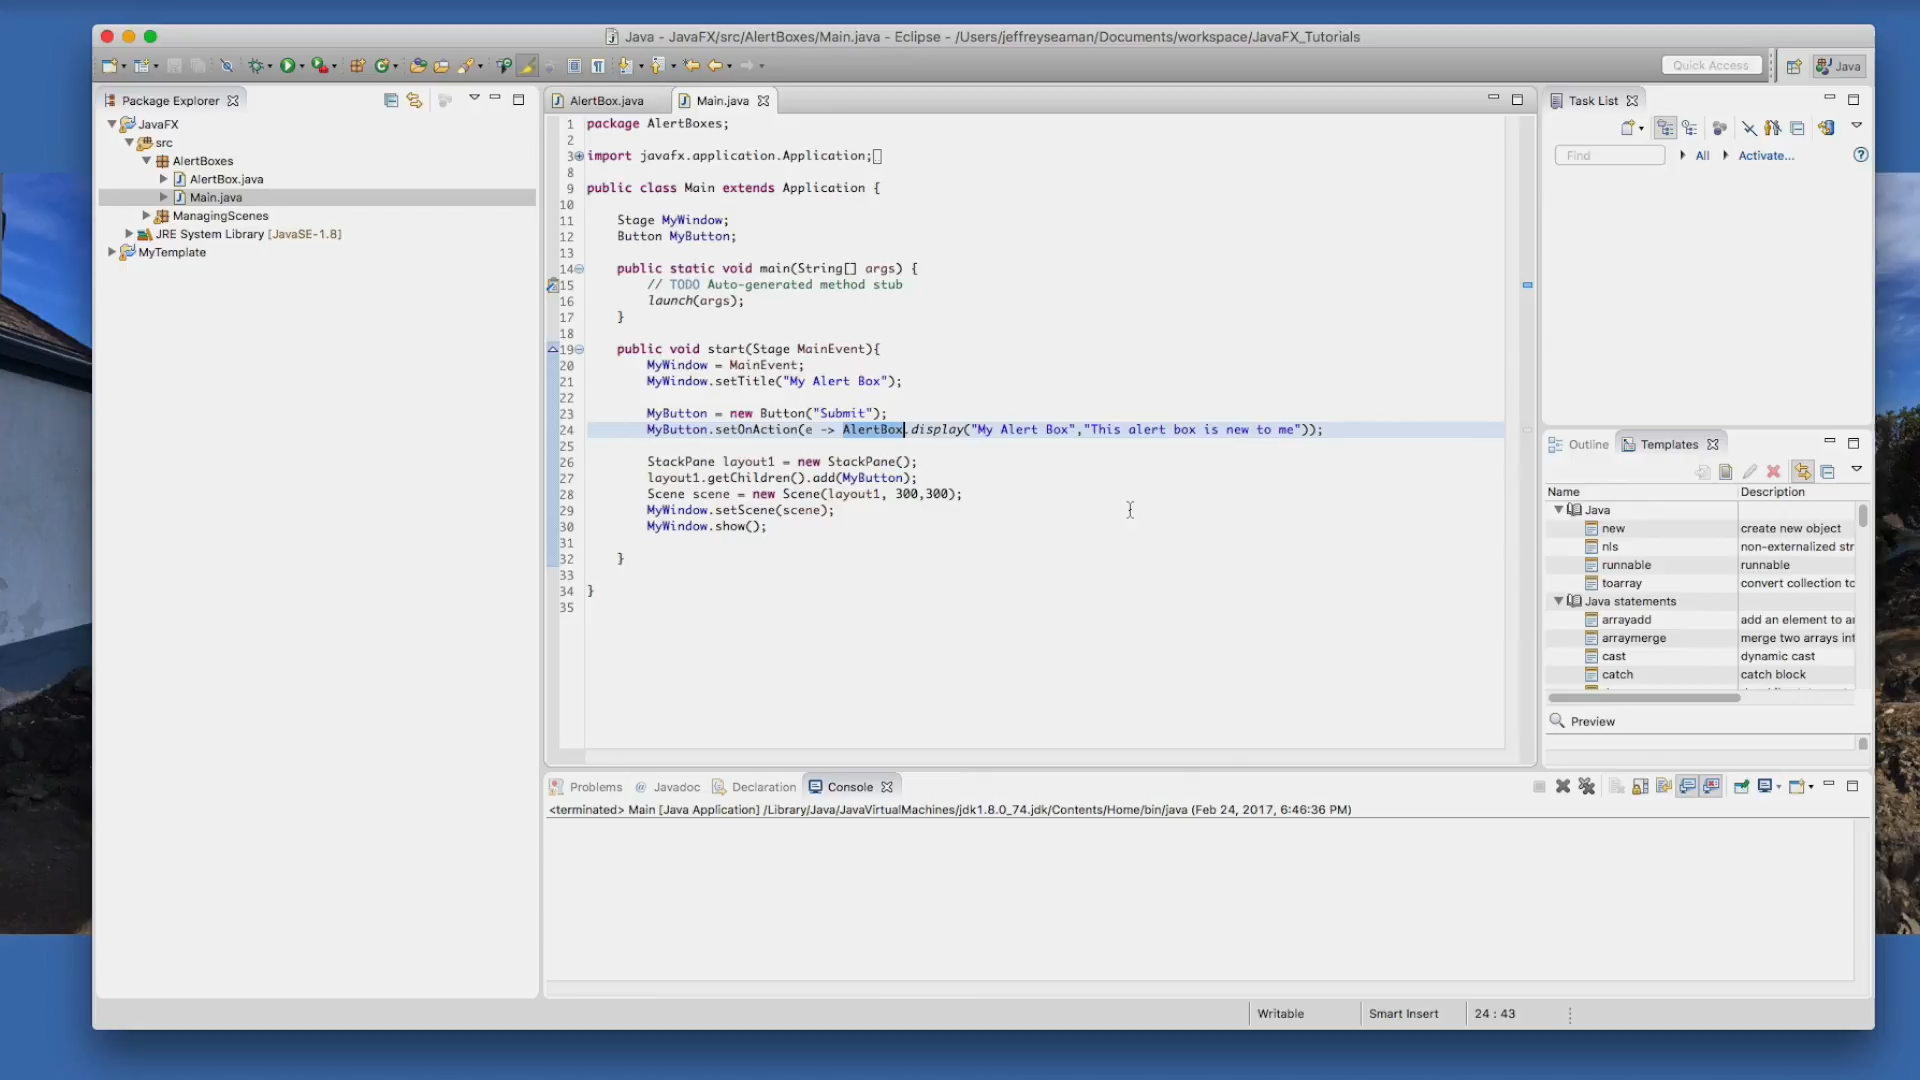 Java - JavaFX/src/AlertBoxes/Main.java - Eclipse - /Users/jeffreyseaman/Documents/workspace/JavaFX_Tutorials
Quick Access
Java
Package Explorer
JavaFX
src
AlertBoxes
AlertBox.java
Main.java
ManagingScenes
JRE System Library [JavaSE-1.8]
MyTemplate
AlertBox.java
Main.java
1 package AlertBoxes;
2
3 import javafx.application.Application;
8
9 public class Main extends Application {
10
11 Stage MyWindow;
12 Button MyButton;
13
14 public static void main(String[] args) {
15 // TODO Auto-generated method stub
16 launch(args);
17 }
18
19 public void start(Stage MainEvent){
20 MyWindow = MainEvent;
21 MyWindow.setTitle("My Alert Box");
22
23 MyButton = new Button("Submit");
24 MyButton.setOnAction(e -> AlertBox.display("My Alert Box","This alert box is new to me"));
25
26 StackPane layout1 = new StackPane();
27 layout1.getChildren().add(MyButton);
28 Scene scene = new Scene(layout1, 300,300);
29 MyWindow.setScene(scene);
30 MyWindow.show();
31
32 }
33
34 }
35
Task List
Find
All
Activate...
Outline
Templates
Name Description
Java
new create new object
nls non-externalized str
runnable runnable
toarray convert collection to
Java statements
arrayadd add an element to ar
arraymerge merge two arrays int
cast dynamic cast
catch catch block
Preview
Problems
@ Javadoc
Declaration
Console
<terminated> Main [Java Application] /Library/Java/JavaVirtualMachines/jdk1.8.0_74.jdk/Contents/Home/bin/java (Feb 24, 2017, 6:46:36 PM)
Writable
Smart Insert
24 : 43